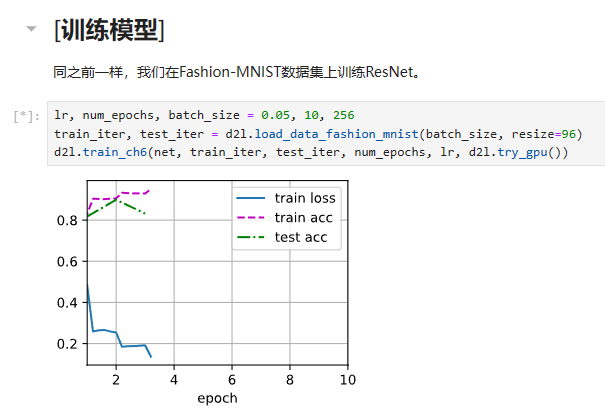 [训练模型]
同之前一样，我们在Fashion-MNIST数据集上训练ResNet。
[*]:
lr, num_epochs, batch_size = 0.05, 10, 256
train_iter, test_iter = d2l.load_data_fashion_mnist(batch_size, resize=96)
d2l.train_ch6(net, train_iter, test_iter, num_epochs, lr, d2l.try_gpu())
train loss
train acc
test acc
0.8
0.6
0.4
0.2
2 4 6 8 10
epoch